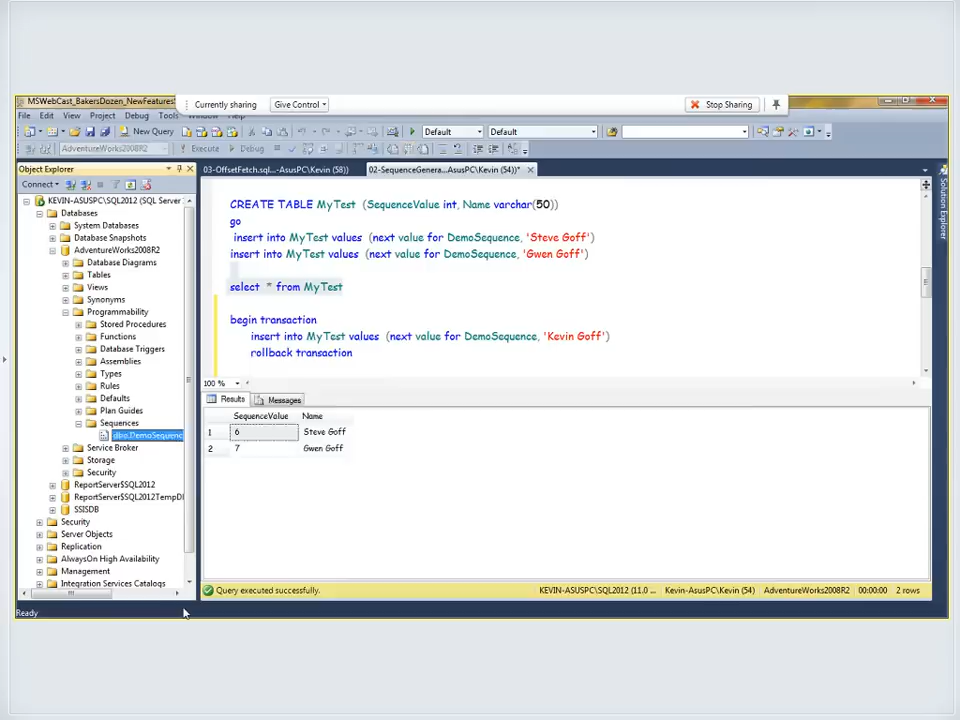 MSWebCast_BakersDozen_NewFeatures
Currently sharing
Give Control
Stop Sharing
File Edit View Project Debug Tools Window Help
New Query
Default
Default
AdventureWorks2008R2
Execute
Debug
Object Explorer
Connect
KEVIN-ASUSPC\SQL2012 (SQL Server
Databases
System Databases
Database Snapshots
AdventureWorks2008R2
Database Diagrams
Tables
Views
Synonyms
Programmability
Stored Procedures
Functions
Database Triggers
Assemblies
Types
Rules
Defaults
Plan Guides
Sequences
dbo.DemoSequenc
Service Broker
Storage
Security
ReportServer$SQL2012
ReportServer$SQL2012TempD
SSISDB
Security
Server Objects
Replication
AlwaysOn High Availability
Management
Integration Services Catalogs
03-OffsetFetch.sql...-AsusPC\Kevin (58))
02-SequenceGenera...AsusPC\Kevin (54))*
CREATE TABLE MyTest (SequenceValue int, Name varchar(50))
go
insert into MyTest values (next value for DemoSequence, 'Steve Goff')
insert into MyTest values (next value for DemoSequence, 'Gwen Goff')
select * from MyTest
begin transaction
insert into MyTest values (next value for DemoSequence, 'Kevin Goff')
rollback transaction
100 %
Results
Messages
SequenceValue Name
1 6 Steve Goff
2 7 Gwen Goff
Query executed successfully.
KEVIN-ASUSPC\SQL2012 (11.0 ...
Kevin-AsusPC\Kevin (54)
AdventureWorks2008R2
00:00:00
2 rows
Solution Explorer
Ready